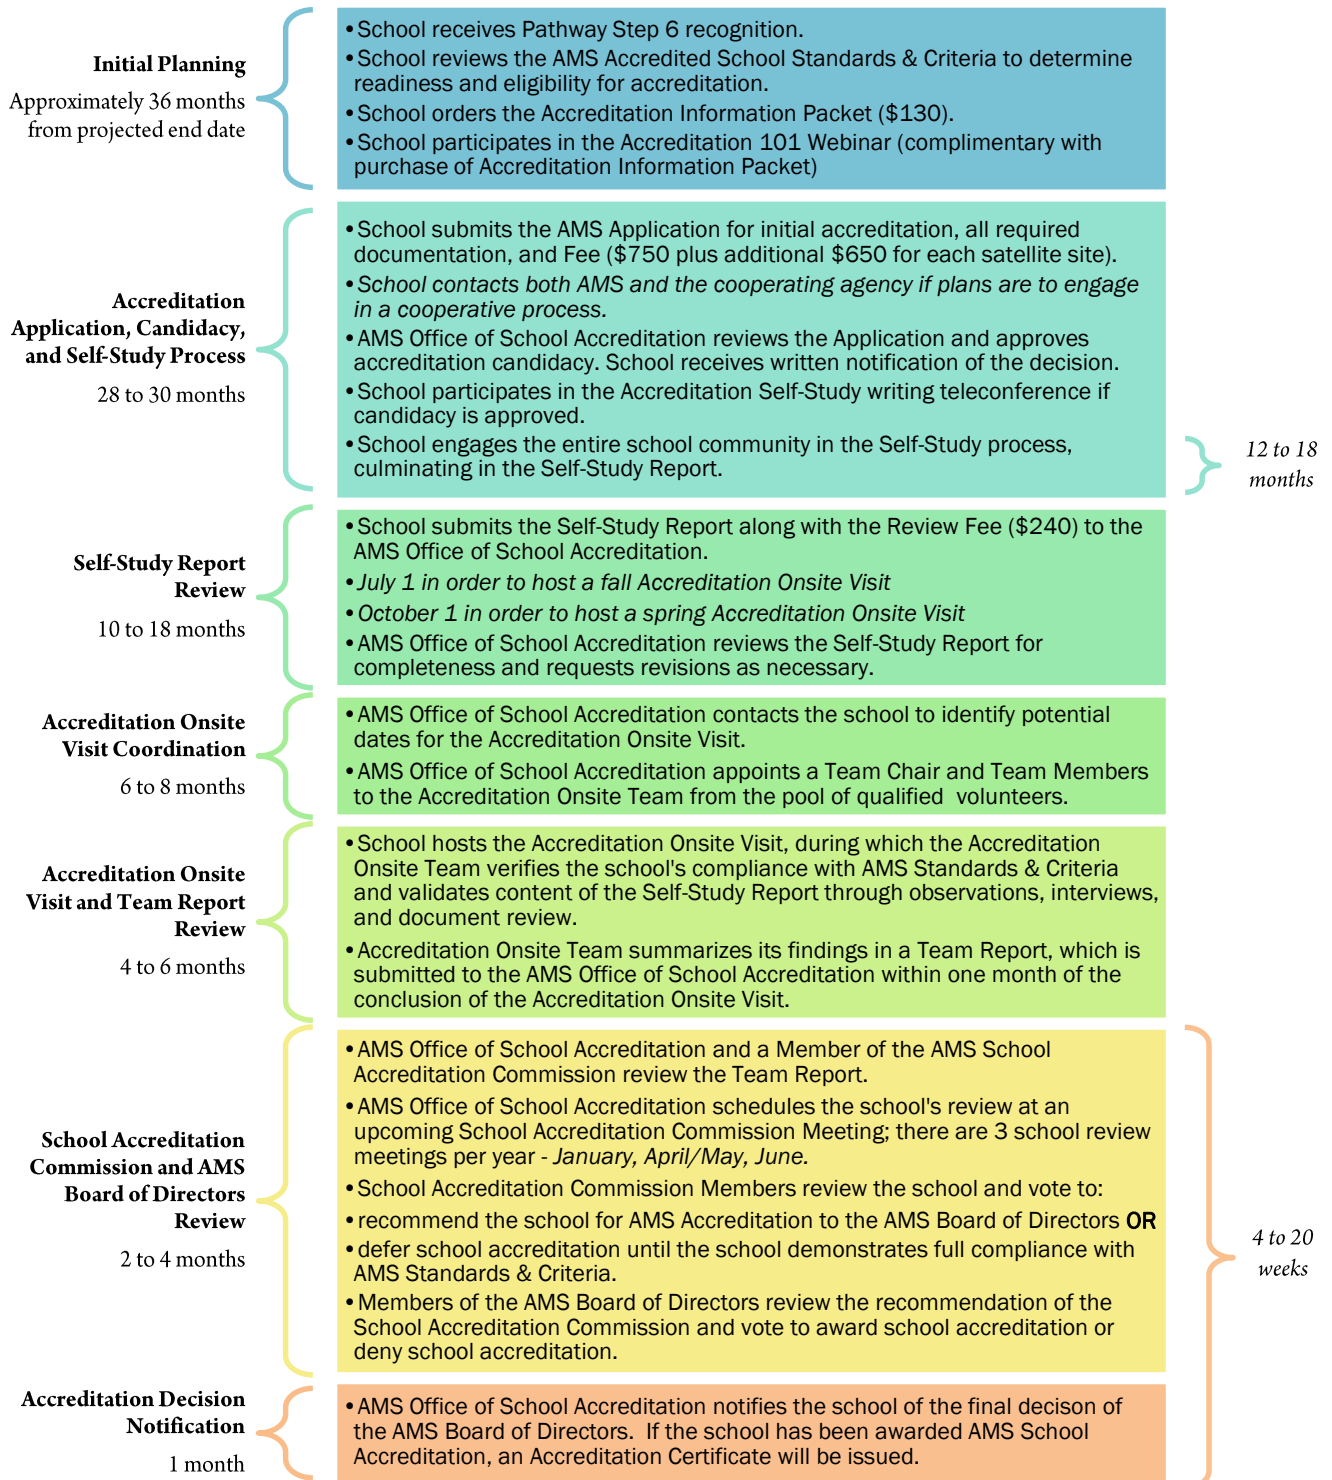 Initial Planning
Approximately 36 months
from projected end date
•School receives Pathway Step 6 recognition.
•School reviews the AMS Accredited School Standards & Criteria to determine
readiness and eligibility for accreditation.
•School orders the Accreditation Information Packet ($130).
•School participates in the Accreditation 101 Webinar (complimentary with
purchase of Accreditation Information Packet)
Accreditation
Application, Candidacy,
and Self-Study Process
28 to 30 months
•School submits the AMS Application for initial accreditation, all required
documentation, and Fee ($750 plus additional $650 for each satellite site).
•School contacts both AMS and the cooperating agency if plans are to engage
in a cooperative process.
•AMS Office of School Accreditation reviews the Application and approves
accreditation candidacy. School receives written notification of the decision.
•School participates in the Accreditation Self-Study writing teleconference if
candidacy is approved.
•School engages the entire school community in the Self-Study process,
culminating in the Self-Study Report.
12 to 18
months
Self-Study Report
Review
10 to 18 months
•School submits the Self-Study Report along with the Review Fee ($240) to the
AMS Office of School Accreditation.
•July 1 in order to host a fall Accreditation Onsite Visit
•October 1 in order to host a spring Accreditation Onsite Visit
•AMS Office of School Accreditation reviews the Self-Study Report for
completeness and requests revisions as necessary.
Accreditation Onsite
Visit Coordination
6 to 8 months
•AMS Office of School Accreditation contacts the school to identify potential
dates for the Accreditation Onsite Visit.
•AMS Office of School Accreditation appoints a Team Chair and Team Members
to the Accreditation Onsite Team from the pool of qualified  volunteers.
Accreditation Onsite
Visit and Team Report
Review
4 to 6 months
•School hosts the Accreditation Onsite Visit, during which the Accreditation
Onsite Team verifies the school's compliance with AMS Standards & Criteria
and validates content of the Self-Study Report through observations, interviews,
and document review.
•Accreditation Onsite Team summarizes its findings in a Team Report, which is
submitted to the AMS Office of School Accreditation within one month of the
conclusion of the Accreditation Onsite Visit.
School Accreditation
Commission and AMS
Board of Directors
Review
2 to 4 months
•AMS Office of School Accreditation and a Member of the AMS School
Accreditation Commission review the Team Report.
•AMS Office of School Accreditation schedules the school's review at an
upcoming School Accreditation Commission Meeting; there are 3 school review
meetings per year - January, April/May, June.
•School Accreditation Commission Members review the school and vote to:
•recommend the school for AMS Accreditation to the AMS Board of Directors OR
•defer school accreditation until the school demonstrates full compliance with
AMS Standards & Criteria.
•Members of the AMS Board of Directors review the recommendation of the
School Accreditation Commission and vote to award school accreditation or
deny school accreditation.
4 to 20
weeks
Accreditation Decision
Notification
1 month
•AMS Office of School Accreditation notifies the school of the final decison of
the AMS Board of Directors.  If the school has been awarded AMS School
Accreditation, an Accreditation Certificate will be issued.